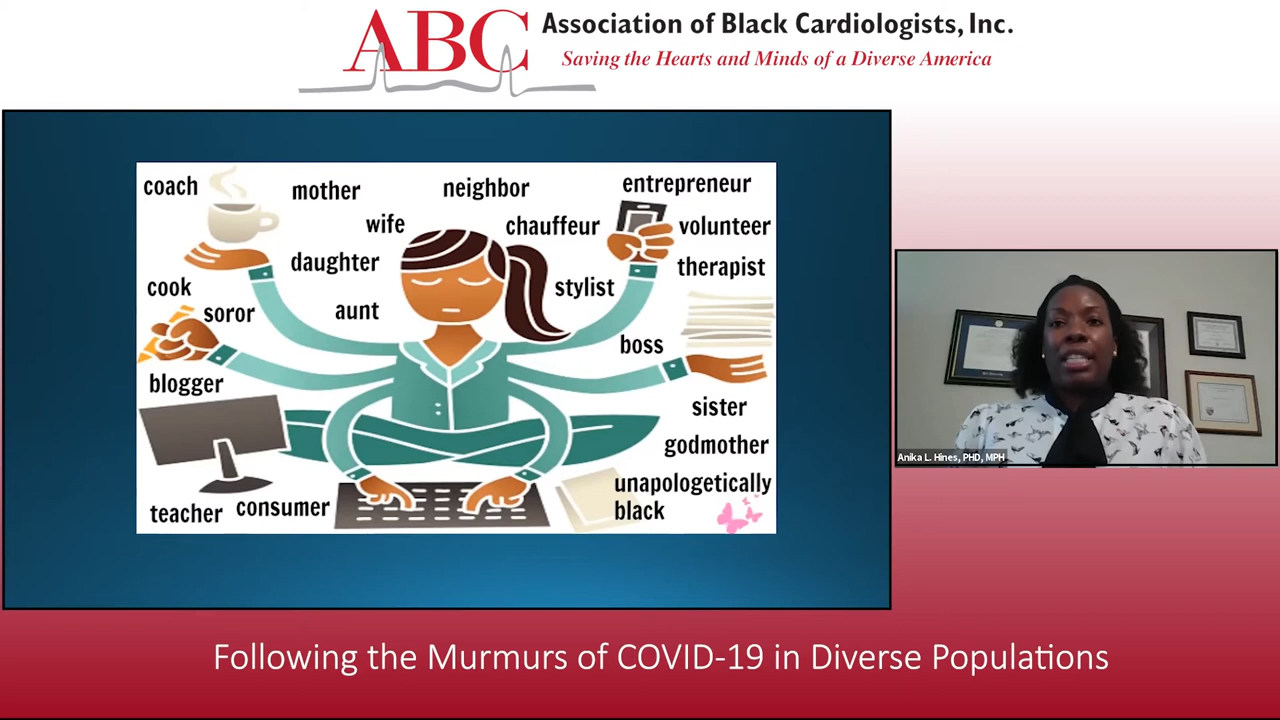 ABC
Association of Black Cardiologists, Inc.
Saving the Hearts and Minds of a Diverse America
coach
mother
neighbor
entrepreneur
wife
chauffeur
volunteer
daughter
therapist
cook
stylist
soror
aunt
boss
blogger
sister
godmother
unapologetically
black
teacher
consumer
Anika L. Hines, PHD, MPH
Following the Murmurs of COVID-19 in Diverse Populations